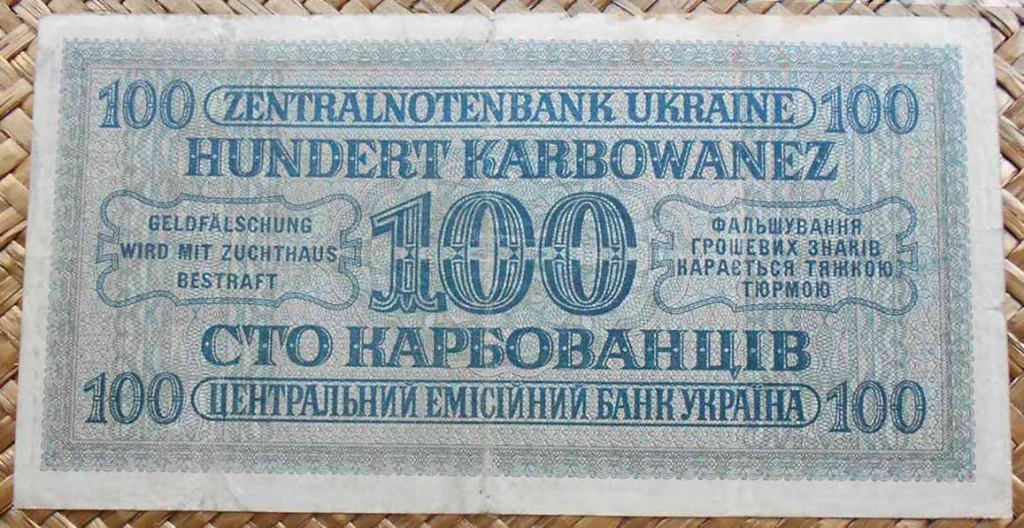 100 ZENTRALNOTENBANK UKRAINE 100
HUNDERT KARBOWANEZ
GELDFÄLSCHUNG
WIRD MIT ZUCHTHAUS
BESTRAFT
100
ФАЛЬШУВАННЯ
ГРОШЕВИХ ЗНАКІВ
КАРАЄТЬСЯ ТЯЖКОЮ
ТЮРМОЮ
СТО КАРБОВАНЦІВ
100 ЦЕНТРАЛЬНИЙ ЕМІСІЙНИЙ БАНК УКРАЇНА 100